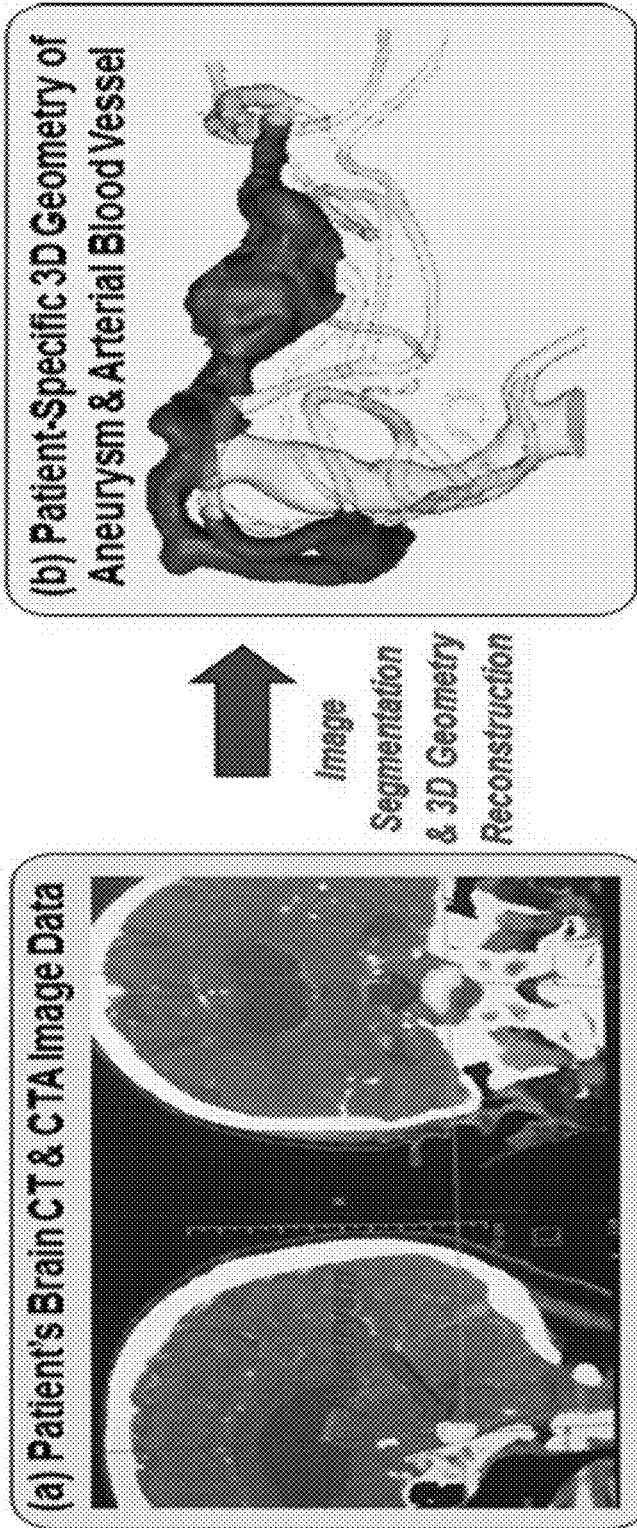 (a) Patient's Brain CT & CTA Image Data
Image
Segmentation
& 3D Geometry
Reconstruction
(b) Patient-Specific 3D Geometry of
Aneurysm & Arterial Blood Vessel